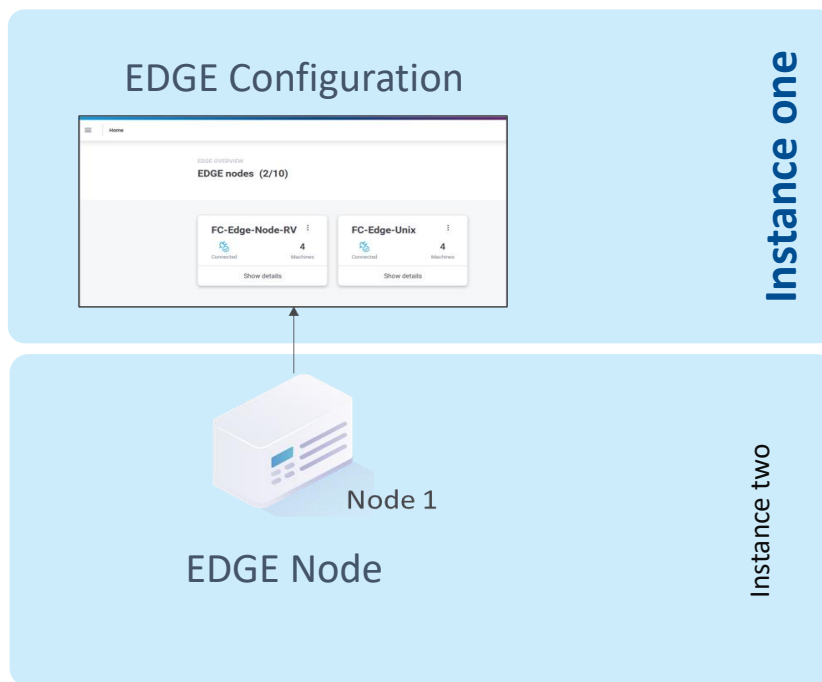 EDGE Configuration
Instance one
Home
EDGE OVERVIEW
EDGE nodes (2/10)
FC-Edge-Node-RV
FC-Edge-Unix
4
4
Connected
Machines
Connected
Machines
Show details
Show details
Node 1
EDGE Node
Instance two